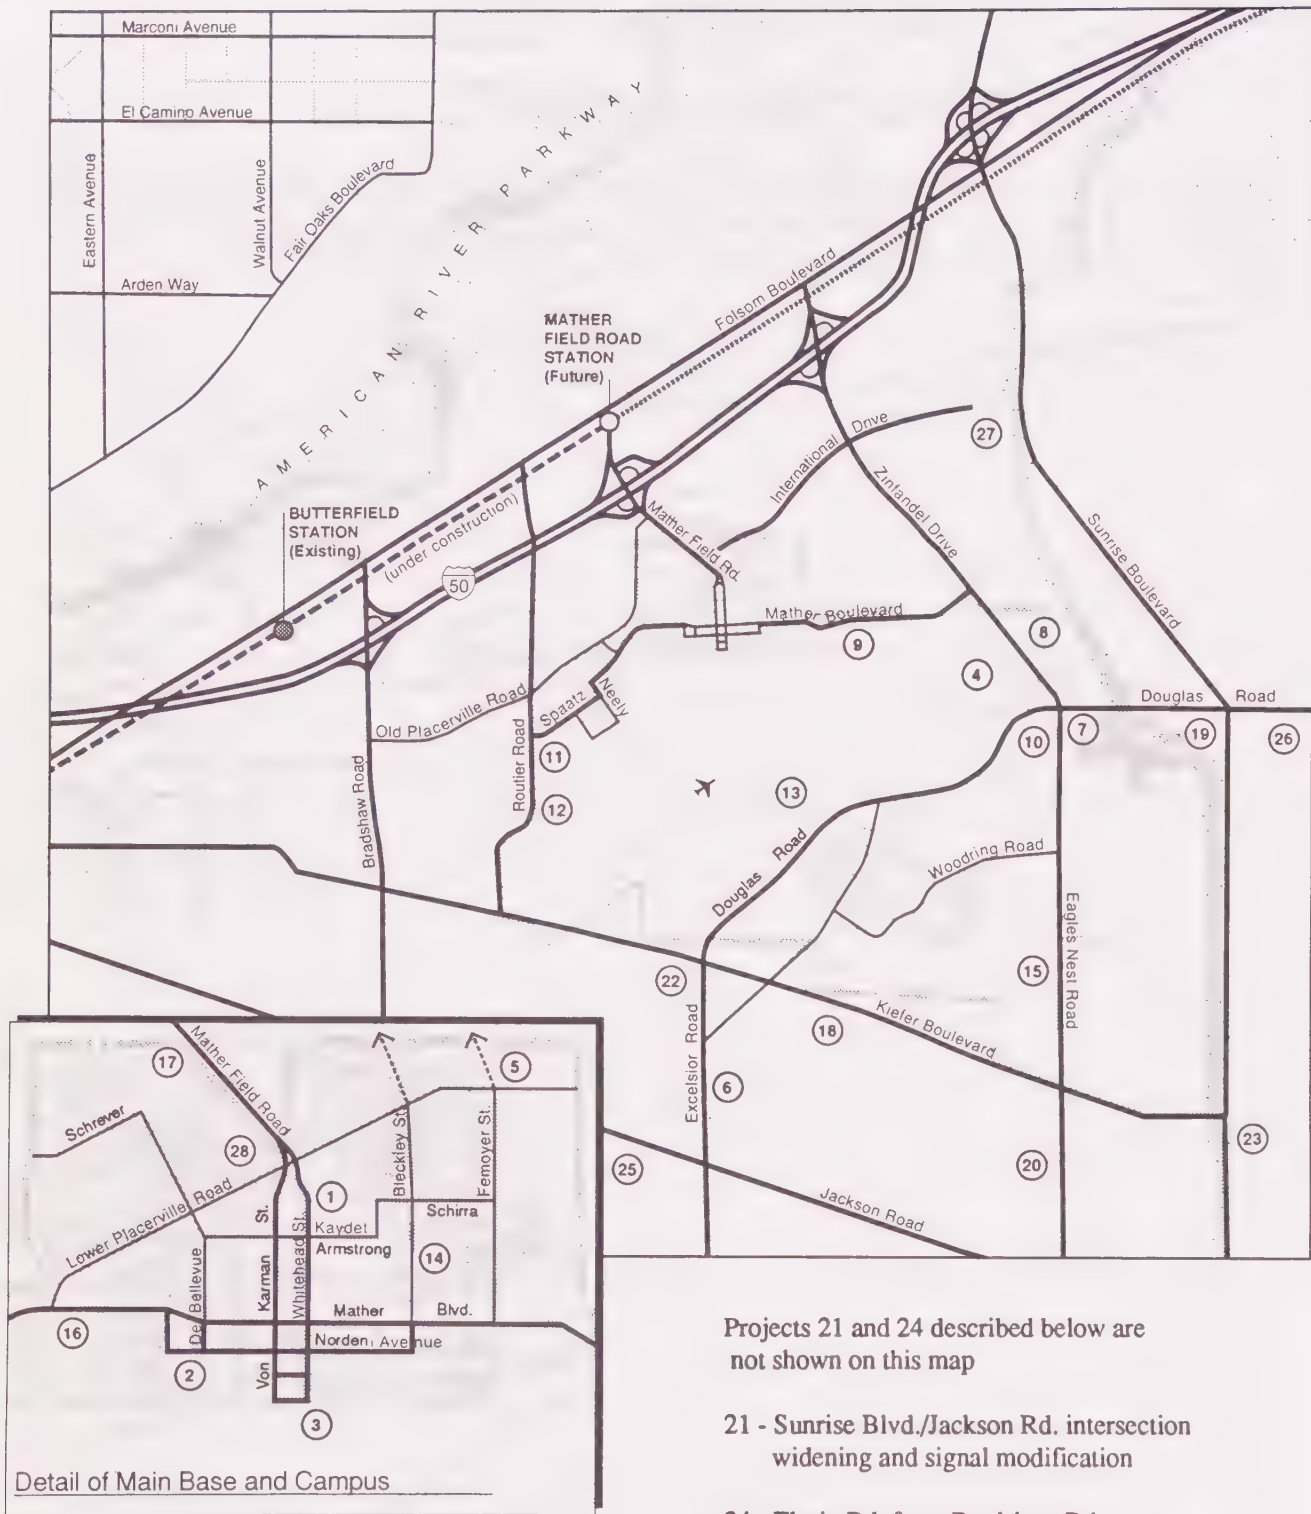 Marconi Avenue
El Camino Avenue
Eastern Avenue
Walnut Avenue
Fair Oaks Boulevard
Arden Way
AMERICAN RIVER PARKWAY
MATHER
FIELD ROAD
STATION
(Future)
Folsom Boulevard
BUTTERFIELD
STATION
(Existing)
(under construction)
50
International Drive
27
Zinfandel Drive
Sunrise Boulevard
Mather Field Rd.
Mather Boulevard
9
8
4
Douglas Road
Old Placerville Road
Spaatz
Neely
Routier Road
Bradshaw Road
11
12
10
7
19
26
13
Douglas Road
Woodring Road
Eagles Nest Road
15
22
18
Kiefer Boulevard
Excelsior Road
6
23
25
20
Jackson Road
17
Mather Field Road
5
Schrever
28
Bleckley St.
Femoyer St.
Lower Placerville Road
1
Schirra
Kaydet
Armstrong
14
De Bellevue
Von Karman St.
Whitehead St.
Mather Blvd.
Norden Avenue
16
2
3
Detail of Main Base and Campus
Projects 21 and 24 described below are
not shown on this map
21 - Sunrise Blvd./Jackson Rd. intersection
widening and signal modification